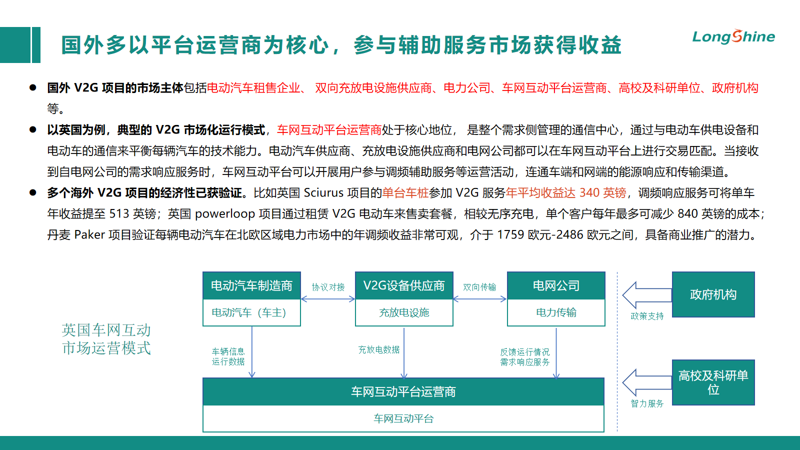 国外多以平台运营商为核心，参与辅助服务市场获得收益
LongShine
● 国外 V2G 项目的市场主体包括电动汽车租售企业、 双向充放电设施供应商、电力公司、车网互动平台运营商、高校及科研单位、政府机构
等。
● 以英国为例，典型的 V2G 市场化运行模式，车网互动平台运营商处于核心地位， 是整个需求侧管理的通信中心，通过与电动车供电设备和
电动车的通信来平衡每辆汽车的技术能力。电动汽车供应商、充放电设施供应商和电网公司都可以在车网互动平台上进行交易匹配。当接收
到自电网公司的需求响应服务时，车网互动平台可以开展用户参与调频辅助服务等运营活动，连通车端和网端的能源响应和传输渠道。
● 多个海外 V2G 项目的经济性已获验证。比如英国 Sciurus 项目的单台车桩参加 V2G 服务年平均收益达 340 英镑，调频响应服务可将单车
年收益提至 513 英镑；英国 powerloop 项目通过租赁 V2G 电动车来售卖套餐，相较无序充电，单个客户每年最多可减少 840 英镑的成本；
丹麦 Paker 项目验证每辆电动汽车在北欧区域电力市场中的年调频收益非常可观，介于 1759 欧元-2486 欧元之间，具备商业推广的潜力。
英国车网互动
市场运营模式
电动汽车制造商
电动汽车（车主）
协议对接
V2G设备供应商
充放电设施
双向传输
电网公司
电力传输
政府机构
政策支持
车辆信息
运行数据
充放电数据
反馈运行情况
需求响应服务
高校及科研单
位
智力服务
车网互动平台运营商
车网互动平台